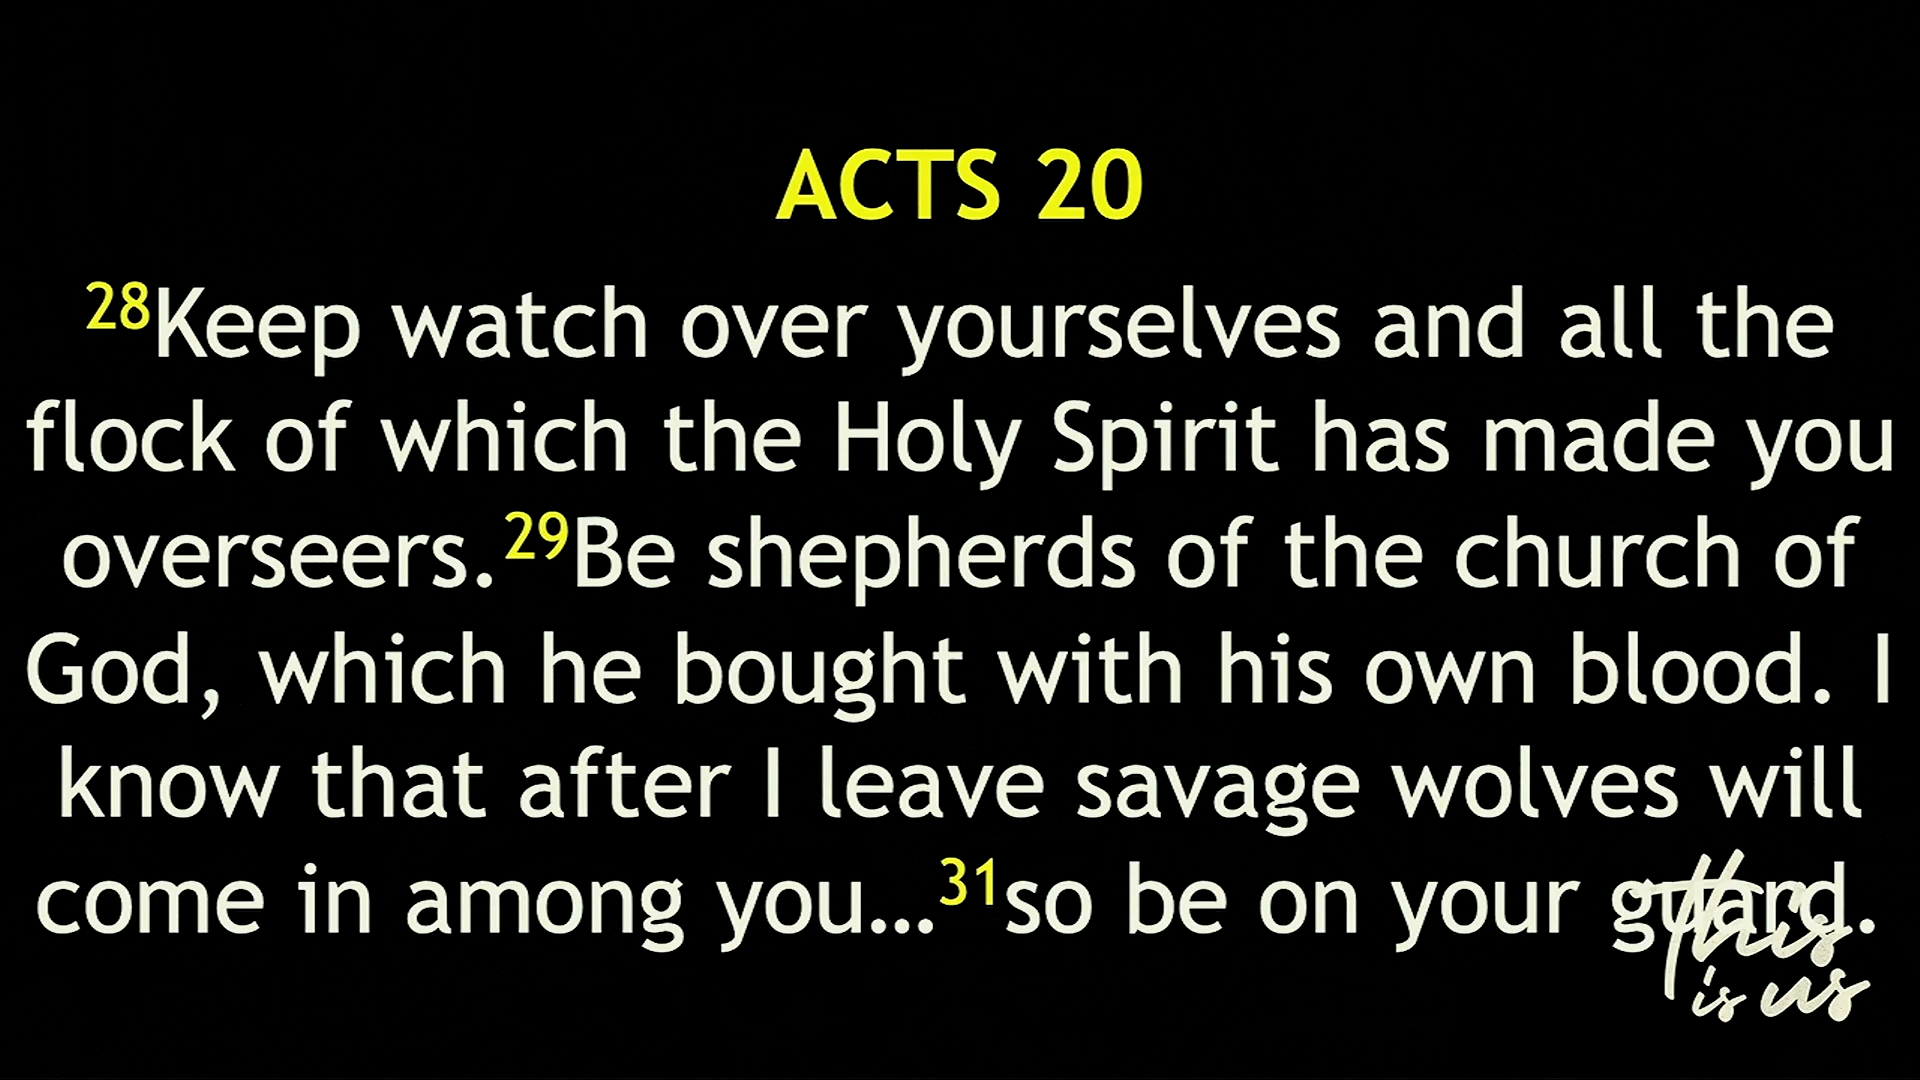 ACTS 20
28Keep watch over yourselves and all the
flock of which the Holy Spirit has made you
overseers.29Be shepherds of the church of
God, which he bought with his own blood. I
know that after I leave savage wolves will
come in among you...31so be on your guard.
this
is us